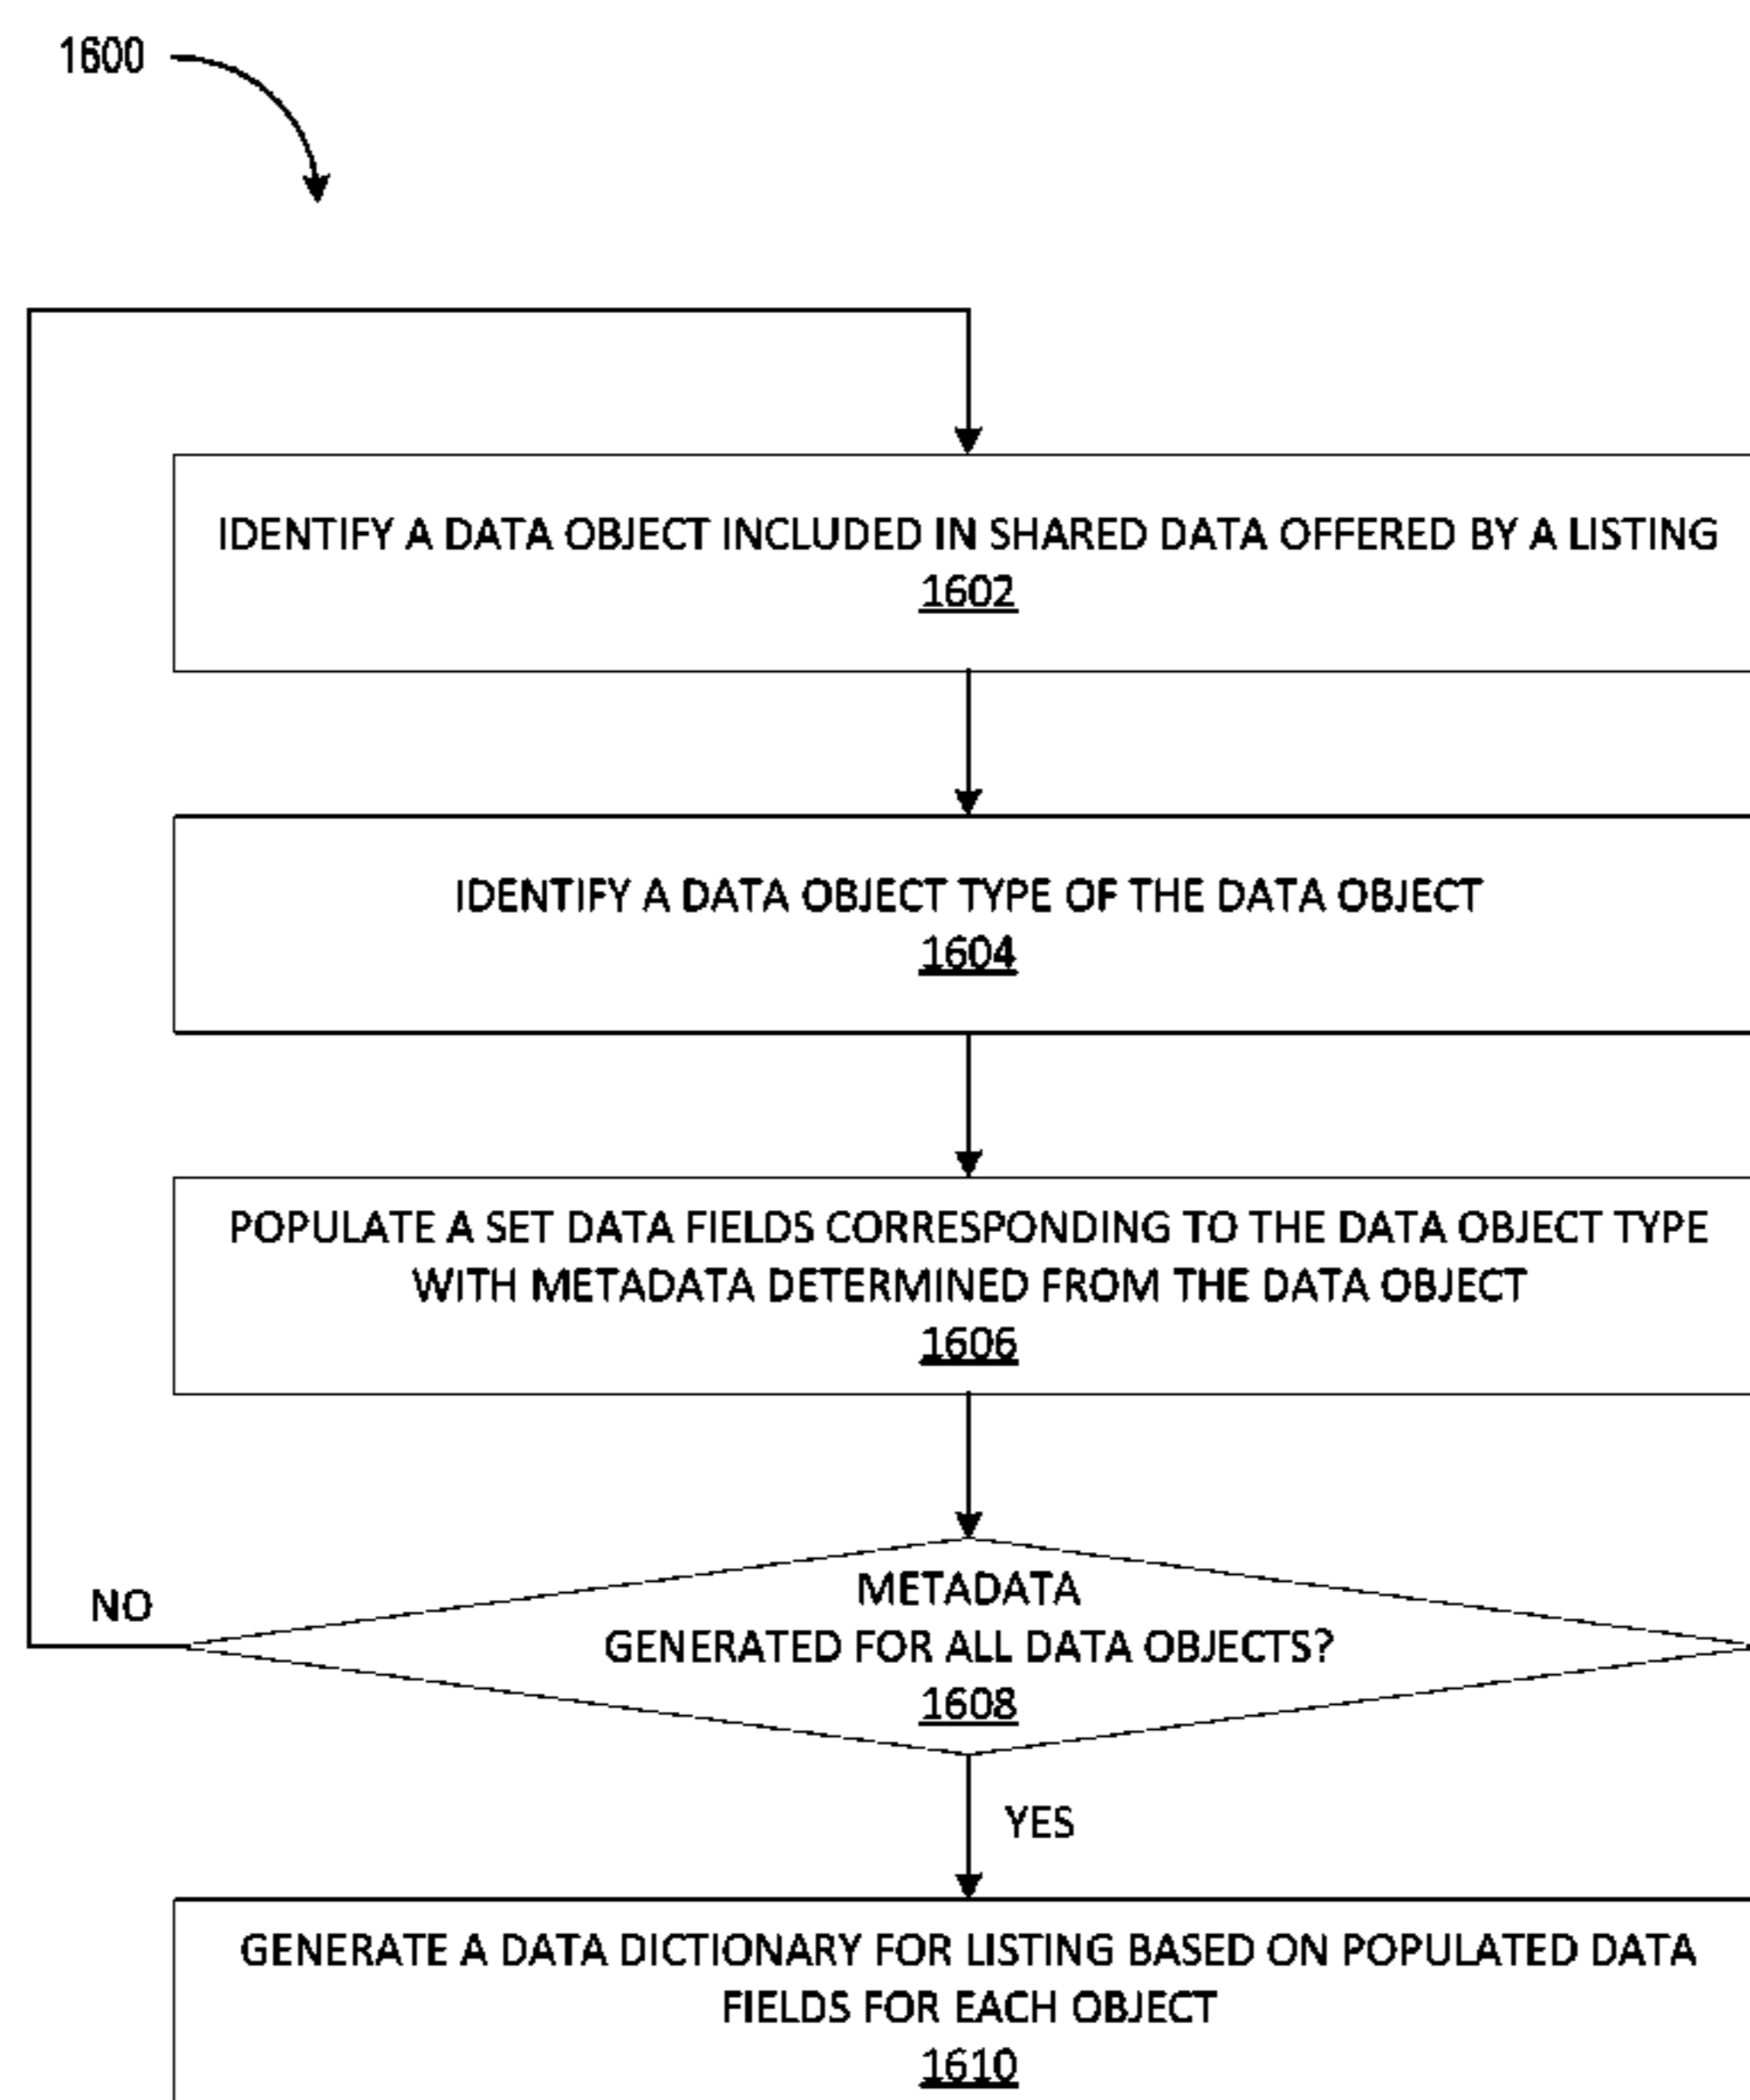 1600
IDENTIFY A DATA OBJECT INCLUDED IN SHARED DATA OFFERED BY A LISTING
1602
IDENTIFY A DATA OBJECT TYPE OF THE DATA OBJECT
1604
POPULATE A SET DATA FIELDS CORRESPONDING TO THE DATA OBJECT TYPE
WITH METADATA DETERMINED FROM THE DATA OBJECT
1606
METADATA
NO
GENERATED FOR ALL DATA OBJECTS?
1608
YES
GENERATE A DATA DICTIONARY FOR LISTING BASED ON POPULATED DATA
FIELDS FOR EACH OBJECT
1610